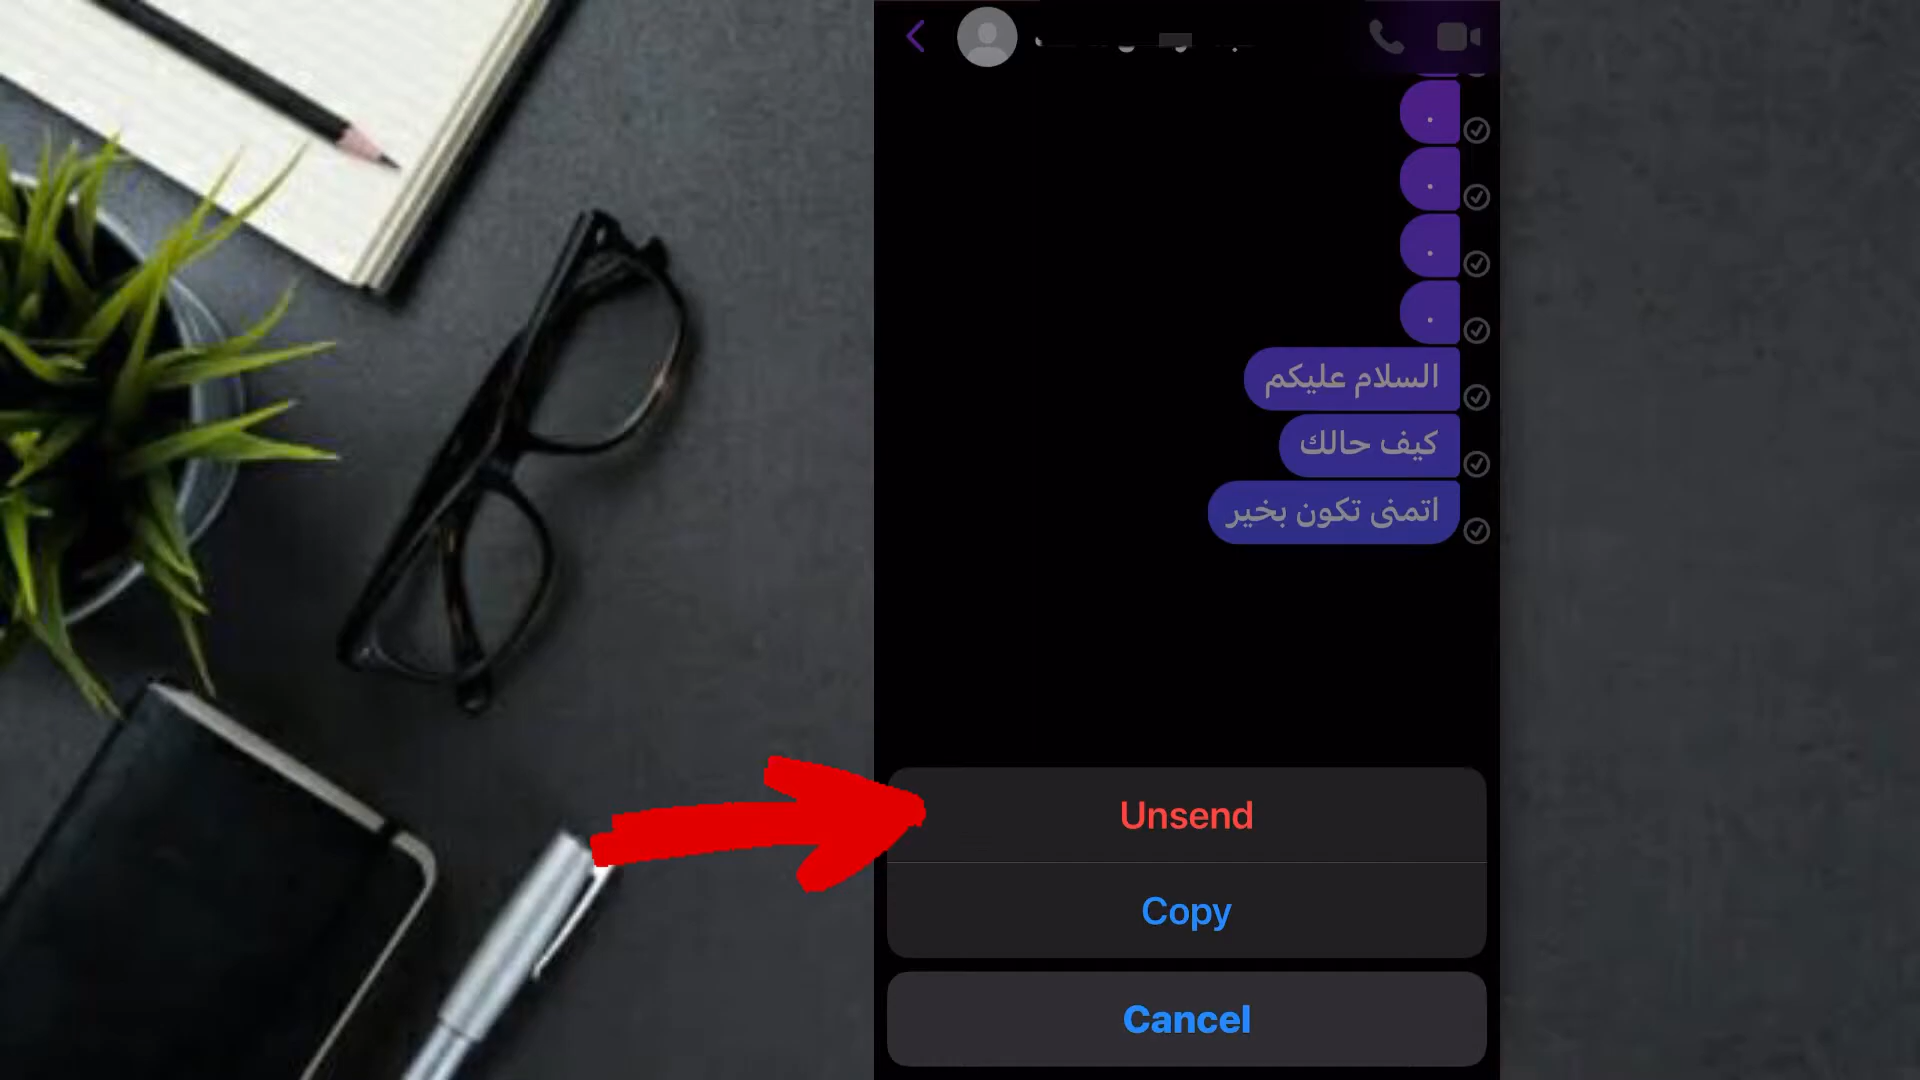 .
.
.
.
السلام عليكم
كيف حالك
اتمنى تكون بخير
Unsend
Copy
Cancel